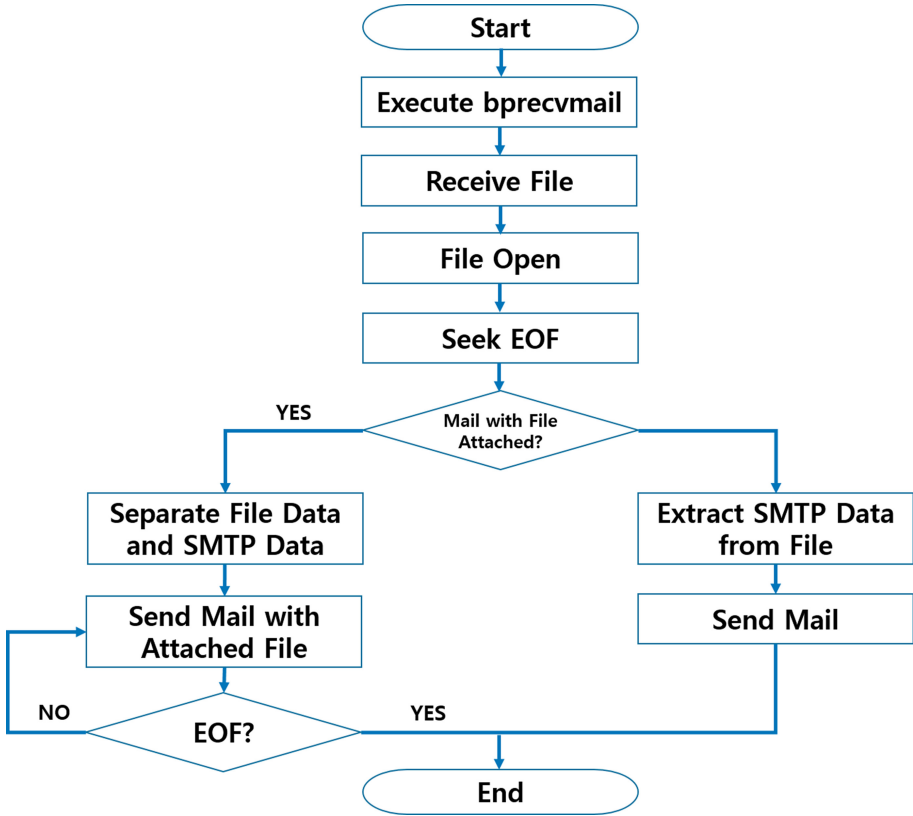 Start
Execute bprecvmail
Receive File
File Open
Seek EOF
YES
Mail with File
Attached?
Separate File Data
and SMTP Data
Extract SMTP Data
from File
Send Mail with
Attached File
Send Mail
NO
EOF?
YES
End